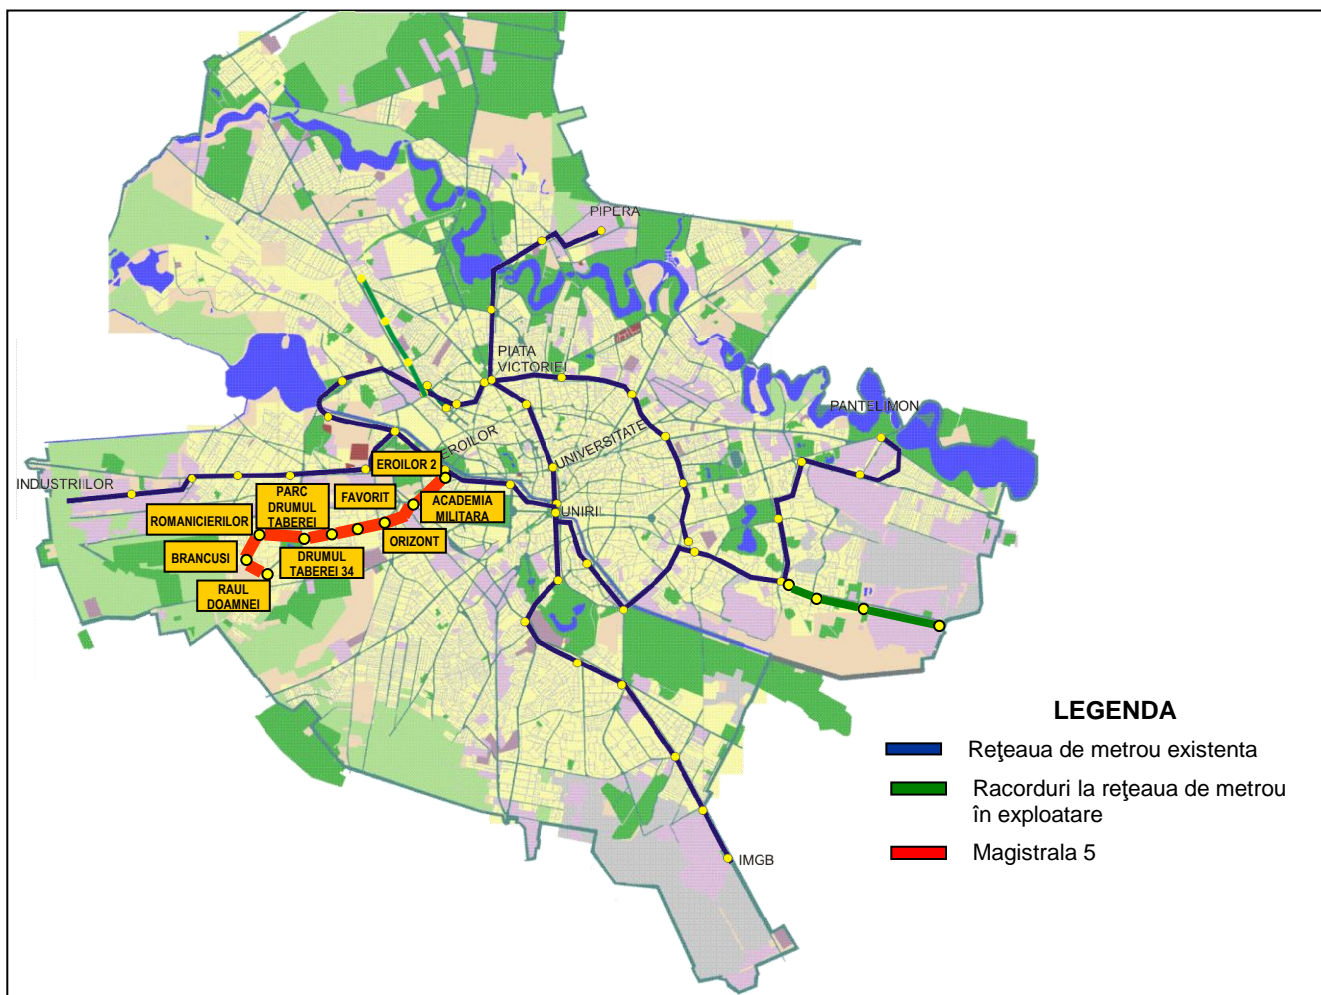 PIPERA
PIATA
VICTORIEI
PANTELIMON
UNIVERSITATE
EROILOR
EROILOR 2
INDUSTRIILOR
PARC
DRUMUL
TABEREI
FAVORIT
ACADEMIA
MILITARA
ROMANICIERILOR
UNIRI
ORIZONT
BRANCUSI
DRUMUL
TABEREI 34
RAUL
DOAMNEI
LEGENDA
Reţeaua de metrou existenta
Racorduri la reţeaua de metrou
în exploatare
Magistrala 5
IMGB